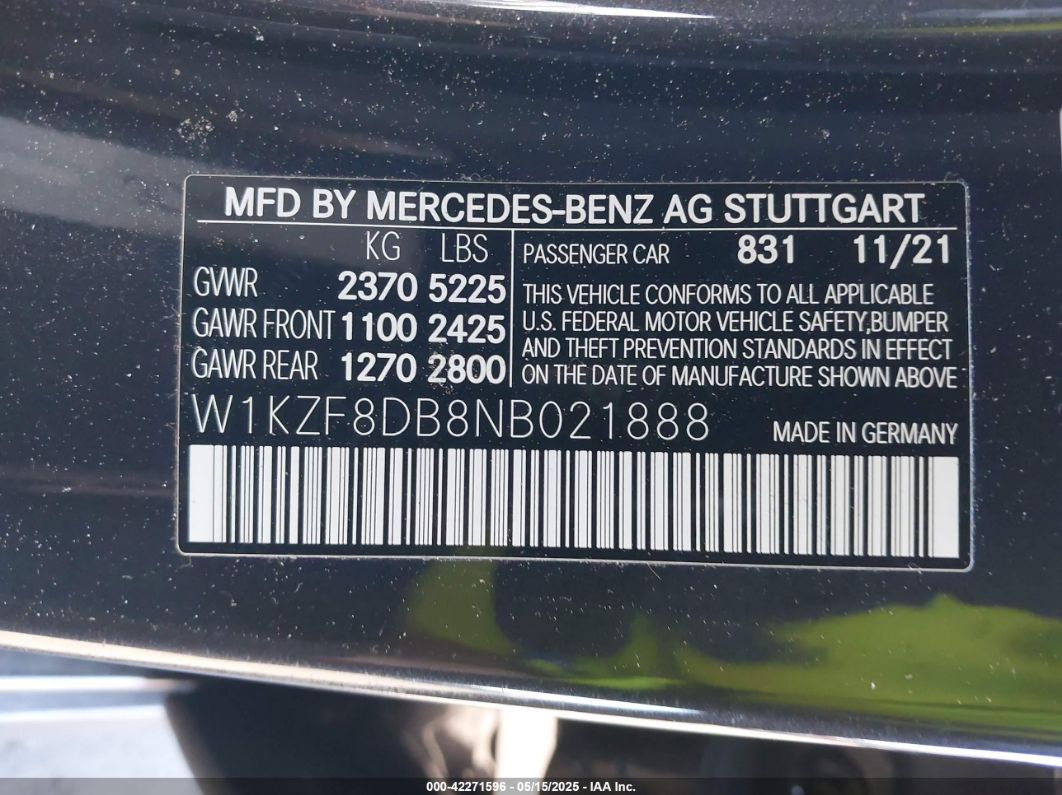 MFD BY MERCEDES-BENZ AG STUTTGART
KG LBS
GVWR 2370 5225
GAWR FRONT 1100 2425
GAWR REAR 1270 2800
PASSENGER CAR 831 11/21
THIS VEHICLE CONFORMS TO ALL APPLICABLE
U.S. FEDERAL MOTOR VEHICLE SAFETY,BUMPER
AND THEFT PREVENTION STANDARDS IN EFFECT
ON THE DATE OF MANUFACTURE SHOWN ABOVE
W1KZF8DB8NB021888
MADE IN GERMANY
000-42271596 - 05/15/2025 - IAA Inc.